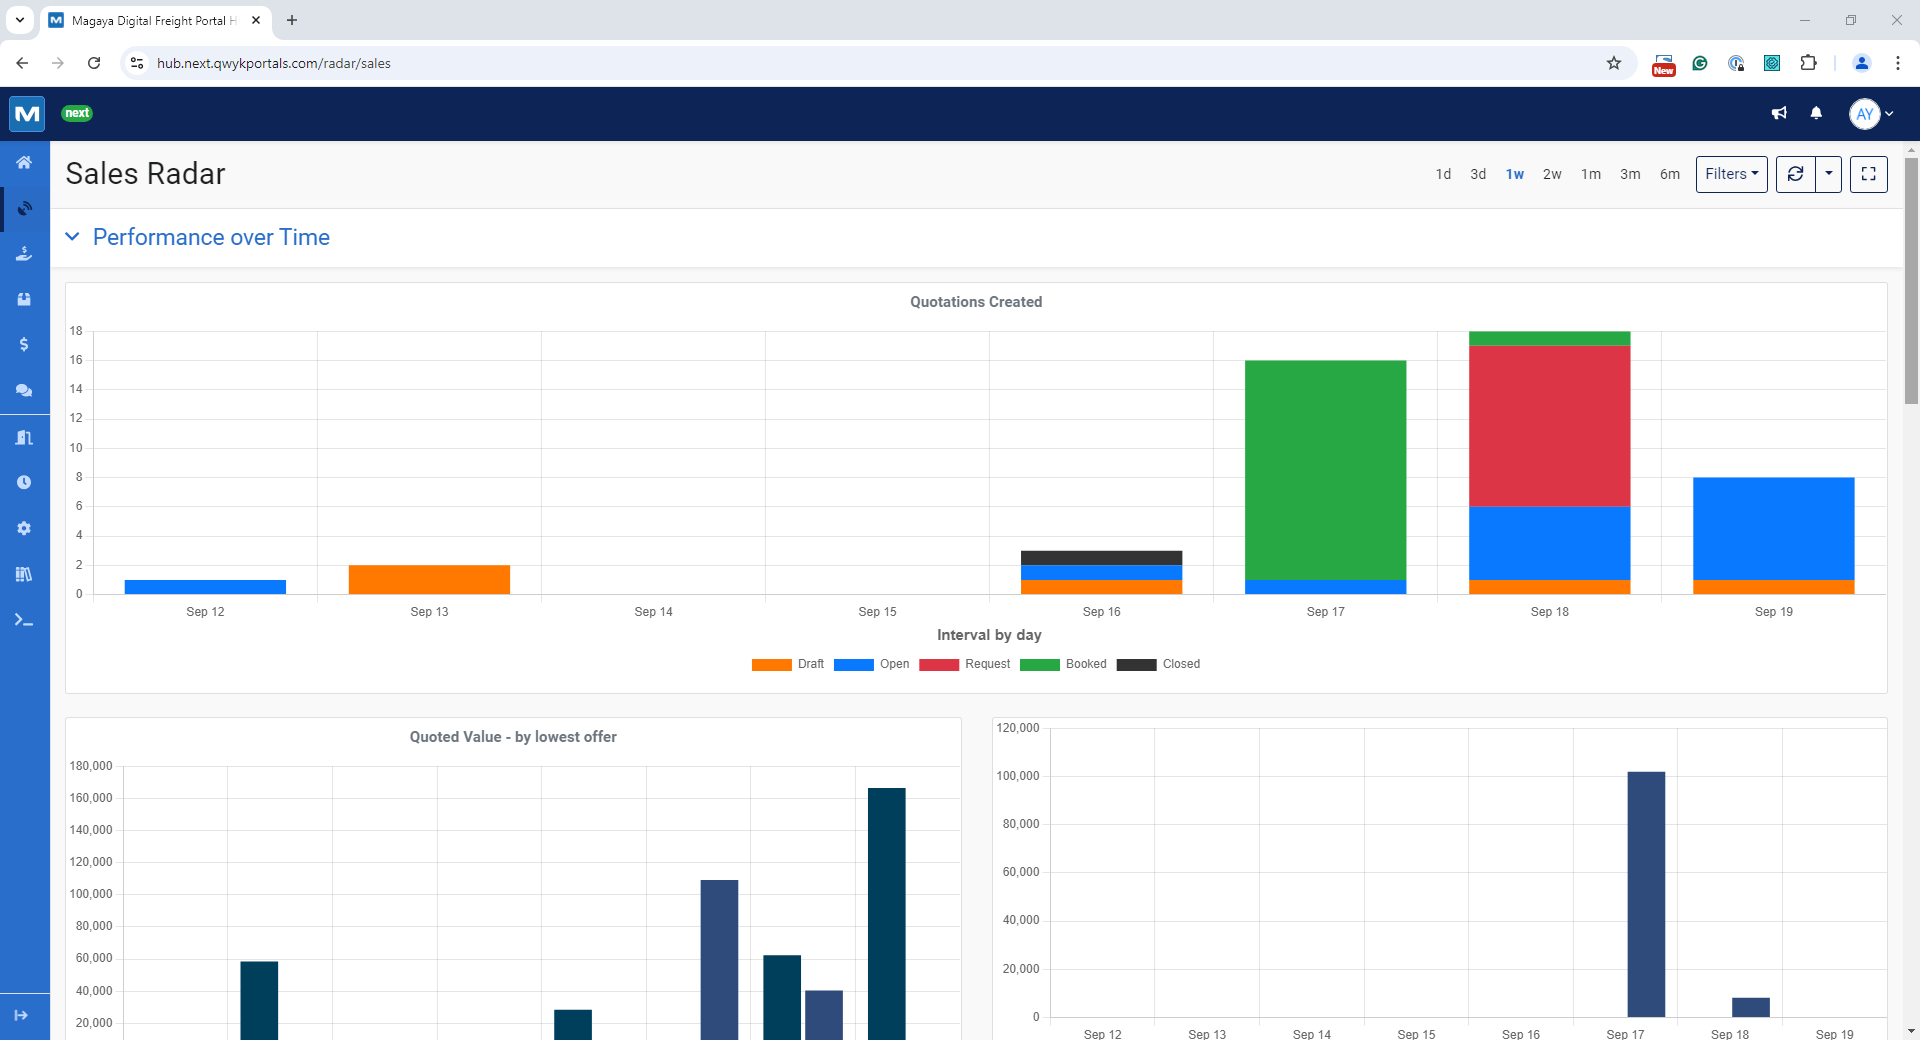 Magaya Digital Freight Portal H
hub.next.qwykportals.com/radar/sales
New
M
next
AY
Sales Radar
1d 3d 1w 2w 1m 3m 6m Filters
Performance over Time
Quotations Created
18
16
14
12
10
8
6
4
2
0
Sep 12 Sep 13 Sep 14 Sep 15 Sep 16 Sep 17 Sep 18 Sep 19
Interval by day
Draft Open Request Booked Closed
Quoted Value - by lowest offer
180,000
160,000
140,000
120,000
100,000
80,000
60,000
40,000
20,000
120,000
100,000
80,000
60,000
40,000
20,000
0
Sep 12 Sep 13 Sep 14 Sep 15 Sep 16 Sep 17 Sep 18 Sep 19